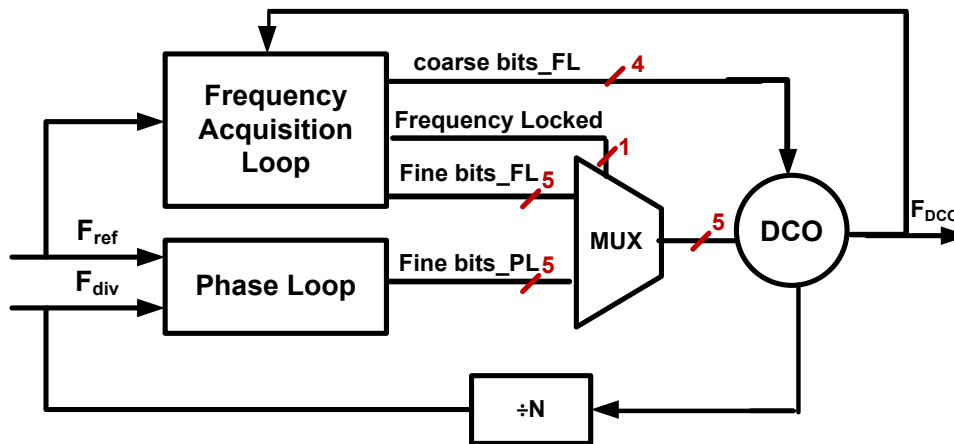 coarse bits_FL
4
Frequency
Acquisition
Loop
Frequency Locked
1
Fine bits_FL
5
F_DCO
MUX
5
DCO
F_ref
Fine bits_PL
5
Phase Loop
F_div
÷N